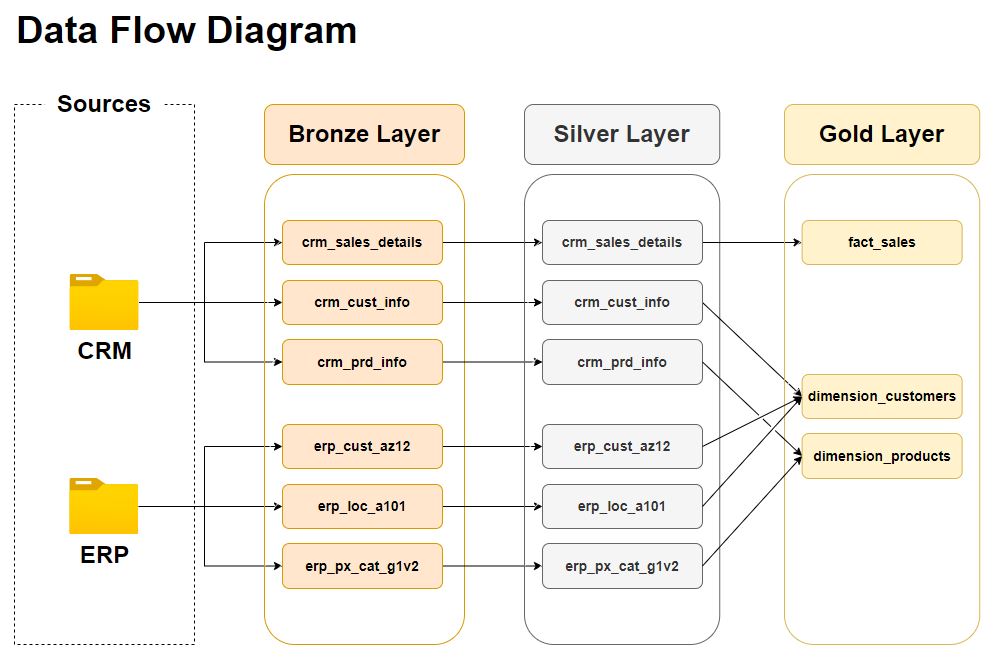 Data Flow Diagram
Sources
Bronze Layer
Silver Layer
Gold Layer
crm_sales_details
crm_sales_details
fact_sales
crm_cust_info
crm_cust_info
CRM
crm_prd_info
crm_prd_info
dimension_customers
erp_cust_az12
erp_cust_az12
dimension_products
erp_loc_a101
erp_loc_a101
ERP
erp_px_cat_g1v2
erp_px_cat_g1v2